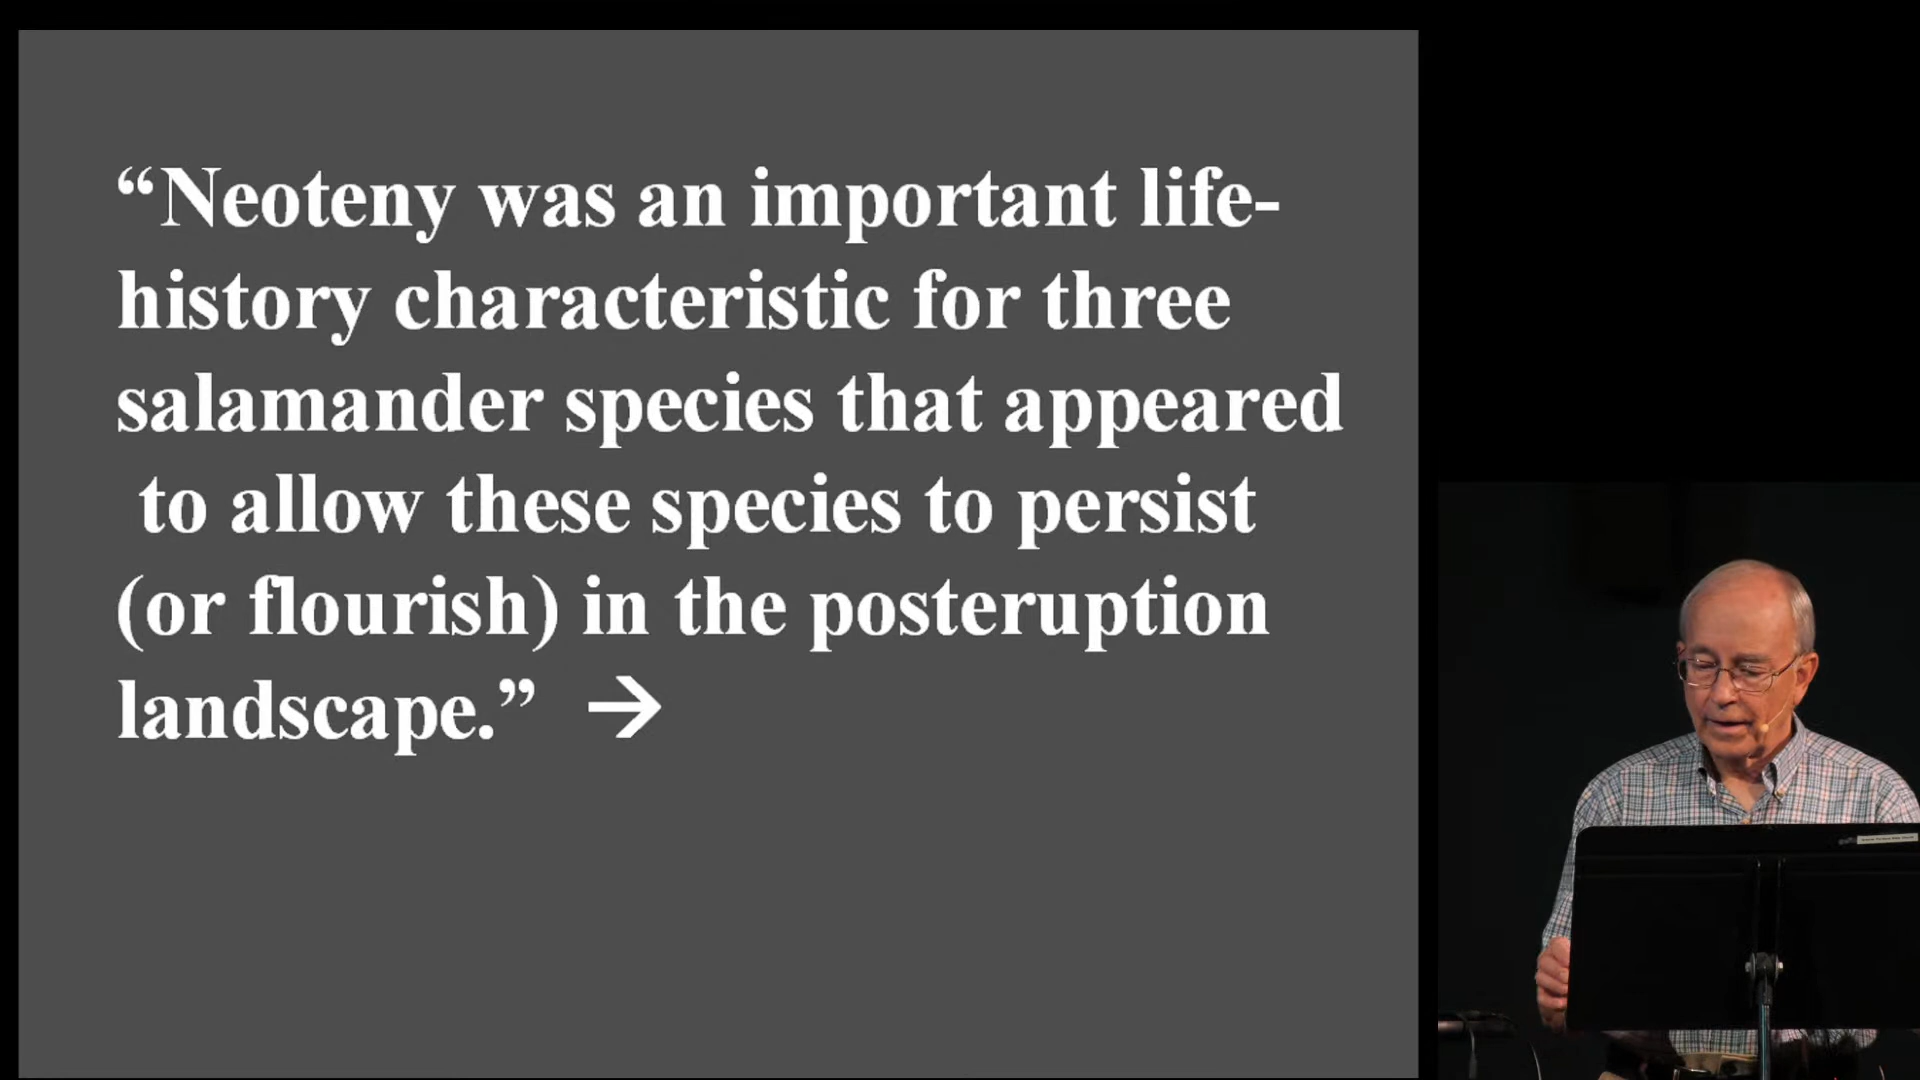 “Neoteny was an important life-
history characteristic for three
salamander species that appeared
to allow these species to persist
(or flourish) in the posteruption
landscape.” →